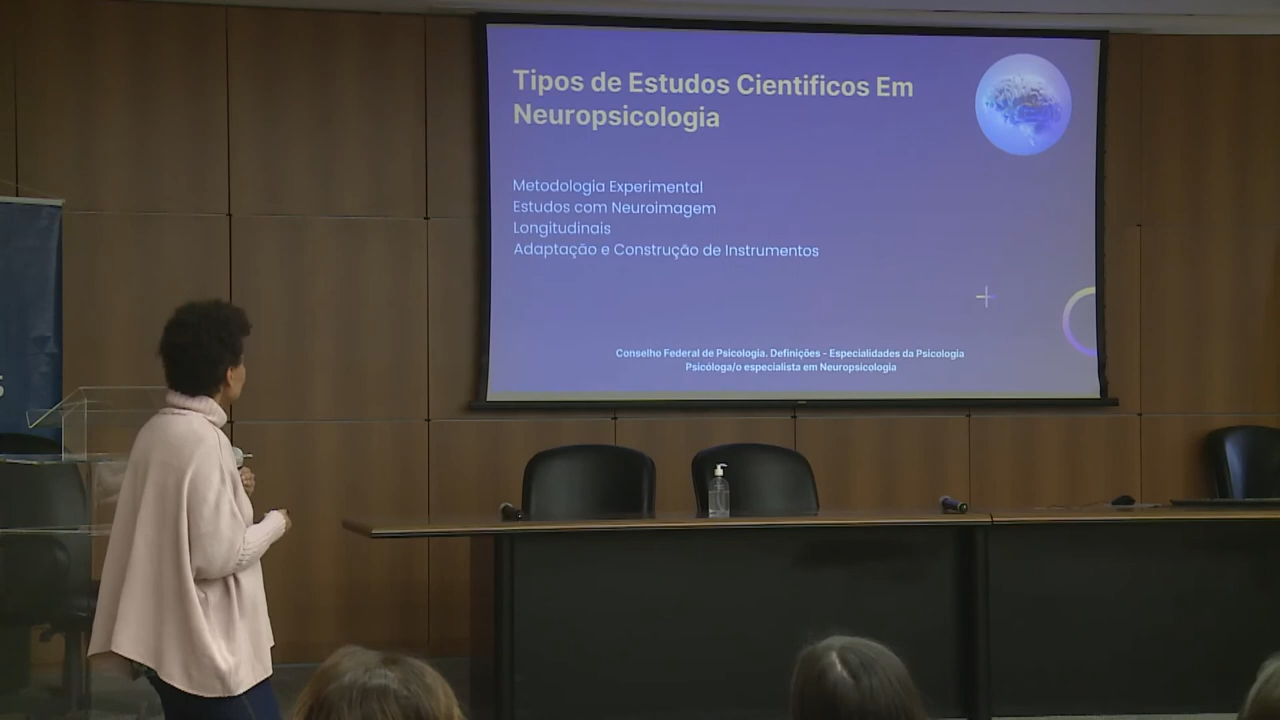 Tipos de Estudos Cientificos Em
Neuropsicologia
Metodologia Experimental
Estudos com Neuroimagem
Longitudinais
Adaptação e Construção de Instrumentos
Conselho Federal de Psicologia. Definições - Especialidades da Psicologia
Psicóloga/o especialista em Neuropsicologia